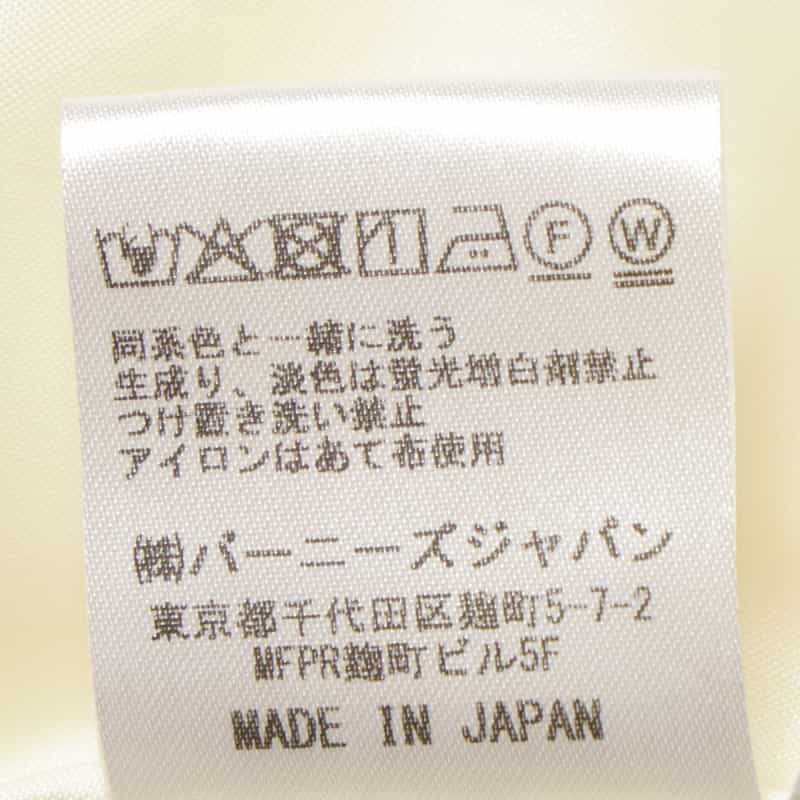 F W
同系色と一緒に洗う
生成り、淡色は蛍光増白剤禁止
つけ置き洗い禁止
アイロンはあて布使用
㈱バーニーズジャパン
東京都千代田区麹町5-7-2
MFPR麹町ビル5F
MADE IN JAPAN